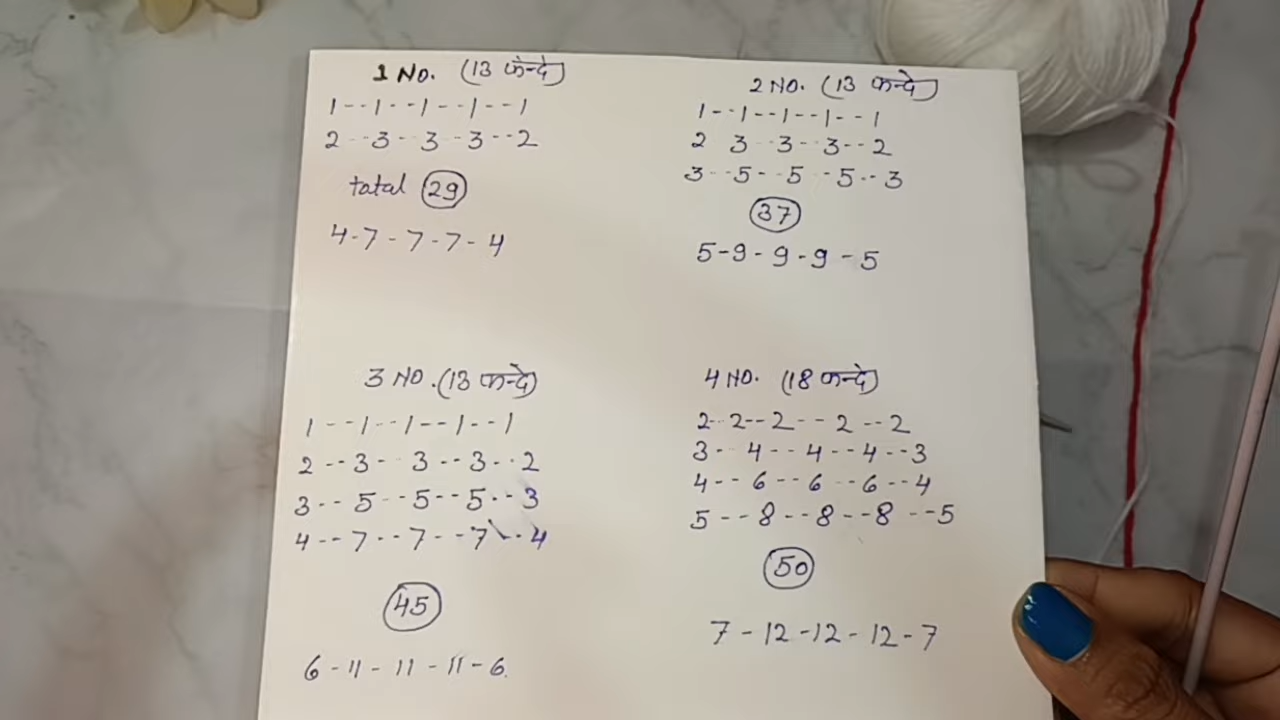 1 No. (13 फन्दे)
1 -- 1 -- 1 -- 1 -- 1
2 -- 3 -- 3 -- 3 -- 2
tatal 29
4 - 7 - 7 - 7 - 4
2 NO. (13 फन्दे)
1 -- 1 -- 1 -- 1 -- 1
2 3 -- 3 -- 3 -- 2
3 -- 5 -- 5 -- 5 -- 3
37
5 - 9 - 9 - 9 - 5
3 NO. (13 फन्दे)
1 -- 1 -- 1 -- 1 -- 1
2 -- 3 -- 3 -- 3 -- 2
3 -- 5 -- 5 -- 5 -- 3
4 -- 7 -- 7 -- 7 -- 4
45
6 - 11 - 11 - 11 - 6.
4 NO. (18 फन्दे)
2 -- 2 -- 2 -- 2 -- 2
3 -- 4 -- 4 -- 4 -- 3
4 -- 6 -- 6 -- 6 -- 4
5 -- 8 -- 8 -- 8 -- 5
50
7 - 12 - 12 - 12 - 7